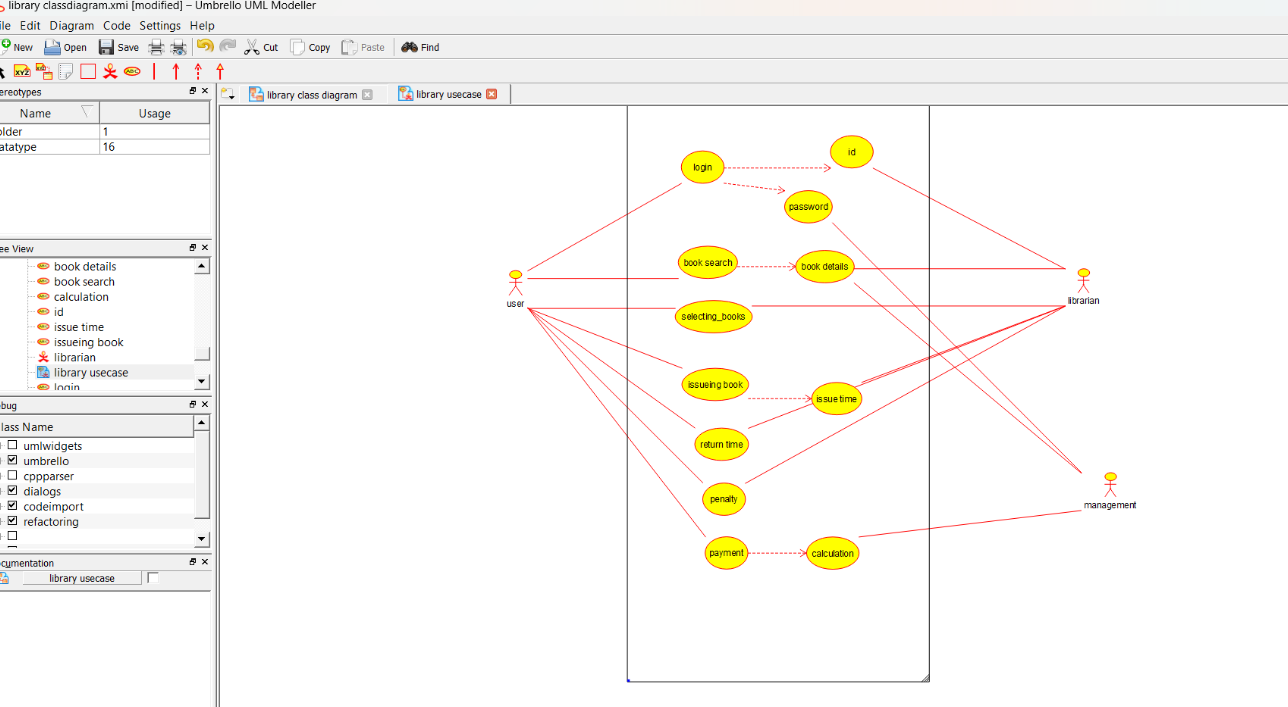 library classdiagram.xmi [modified] – Umbrello UML Modeller
ile Edit Diagram Code Settings Help
New Open Save Cut Copy Paste Find
XYZ ABC
ereotypes
Name Usage
older 1
atatype 16
ee View
book details
book search
calculation
id
issue time
issueing book
librarian
library usecase
login
ebug
lass Name
umlwidgets
umbrello
cppparser
dialogs
codeimport
refactoring
ocumentation
library usecase
library class diagram library usecase
id
login
password
book search
book details
user
librarian
selecting_books
issueing book
issue time
return time
penalty
management
payment
calculation